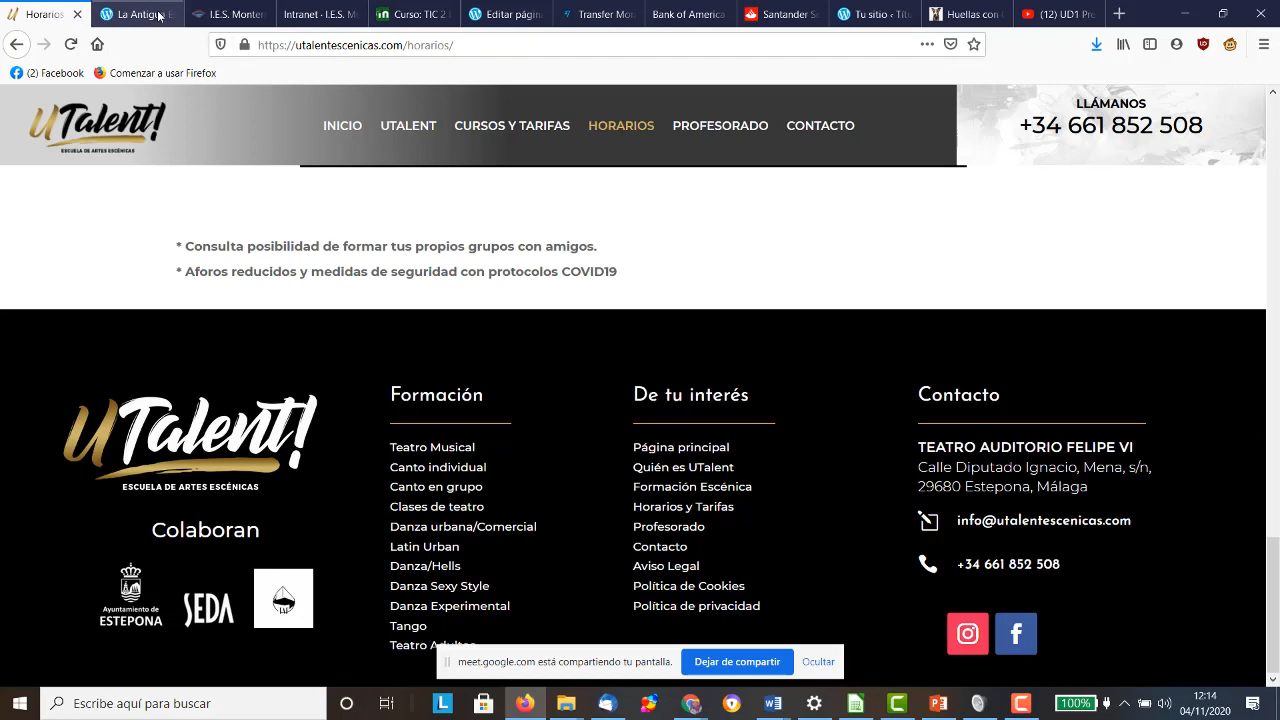 Horarios
La Antigua E
I.E.S. Monterr
Intranet - I.E.S. Mo
Curso: TIC 2
Editar página
Transfer Mon
Bank of America
Santander Se
Tu sitio ‹ Títu
Huellas con
(12) UD1 Pre
https://utalentescenicas.com/horarios/
(2) Facebook
Comenzar a usar Firefox
UTalent!
ESCUELA DE ARTES ESCÉNICAS
INICIO
UTALENT
CURSOS Y TARIFAS
HORARIOS
PROFESORADO
CONTACTO
LLÁMANOS
+34 661 852 508
* Consulta posibilidad de formar tus propios grupos con amigos.
* Aforos reducidos y medidas de seguridad con protocolos COVID19
UTalent!
ESCUELA DE ARTES ESCÉNICAS
Colaboran
Ayuntamiento de
ESTEPONA
SEDA
Formación
Teatro Musical
Canto individual
Canto en grupo
Clases de teatro
Danza urbana/Comercial
Latin Urban
Danza/Hells
Danza Sexy Style
Danza Experimental
Tango
Teatro Adultos
De tu interés
Página principal
Quién es UTalent
Formación Escénica
Horarios y Tarifas
Profesorado
Contacto
Aviso Legal
Política de Cookies
Política de privacidad
Contacto
TEATRO AUDITORIO FELIPE VI
Calle Diputado Ignacio, Mena, s/n,
29680 Estepona, Málaga
info@utalentescenicas.com
+34 661 852 508
meet.google.com está compartiendo tu pantalla.
Dejar de compartir
Ocultar
Escribe aquí para buscar
100%
12:14
04/11/2020